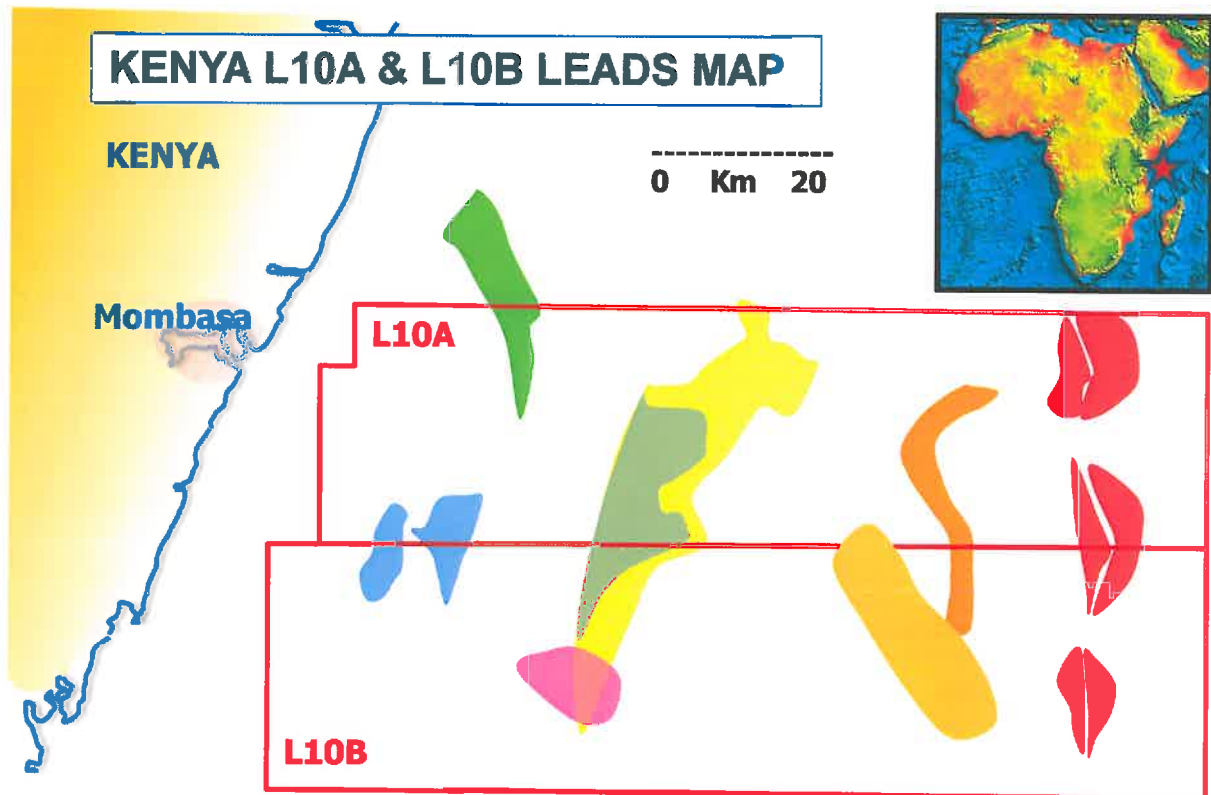 KENYA L10A & L10B LEADS MAP
KENYA
0 Km 20
Mombasa
L10A
L10B